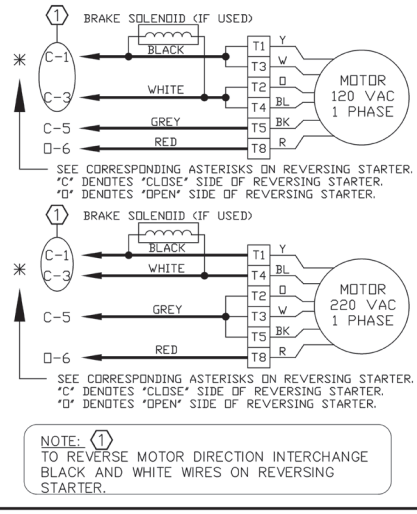 1 BRAKE SOLENOID (IF USED)
BLACK T1 Y
* C-1 T3 W
C-3 WHITE T2 O MOTOR
T4 BL 120 VAC
C-5 GREY T5 BK 1 PHASE
O-6 RED T8 R
SEE CORRESPONDING ASTERISKS ON REVERSING STARTER.
"C" DENOTES "CLOSE" SIDE OF REVERSING STARTER.
"O" DENOTES "OPEN" SIDE OF REVERSING STARTER.
1 BRAKE SOLENOID (IF USED)
C-1 BLACK T1 Y
* C-3 WHITE T4 BL MOTOR
T2 O 220 VAC
C-5 GREY T3 W 1 PHASE
T5 BK
O-6 RED T8 R
SEE CORRESPONDING ASTERISKS ON REVERSING STARTER.
"C" DENOTES "CLOSE" SIDE OF REVERSING STARTER.
"O" DENOTES "OPEN" SIDE OF REVERSING STARTER.
NOTE: 1
TO REVERSE MOTOR DIRECTION INTERCHANGE
BLACK AND WHITE WIRES ON REVERSING
STARTER.